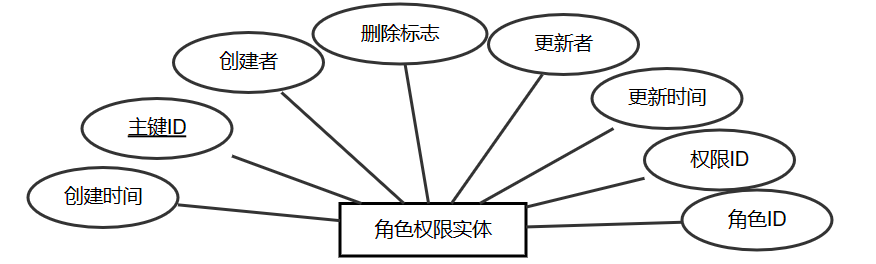 删除标志
更新者
创建者
更新时间
主键ID
权限ID
创建时间
角色ID
角色权限实体